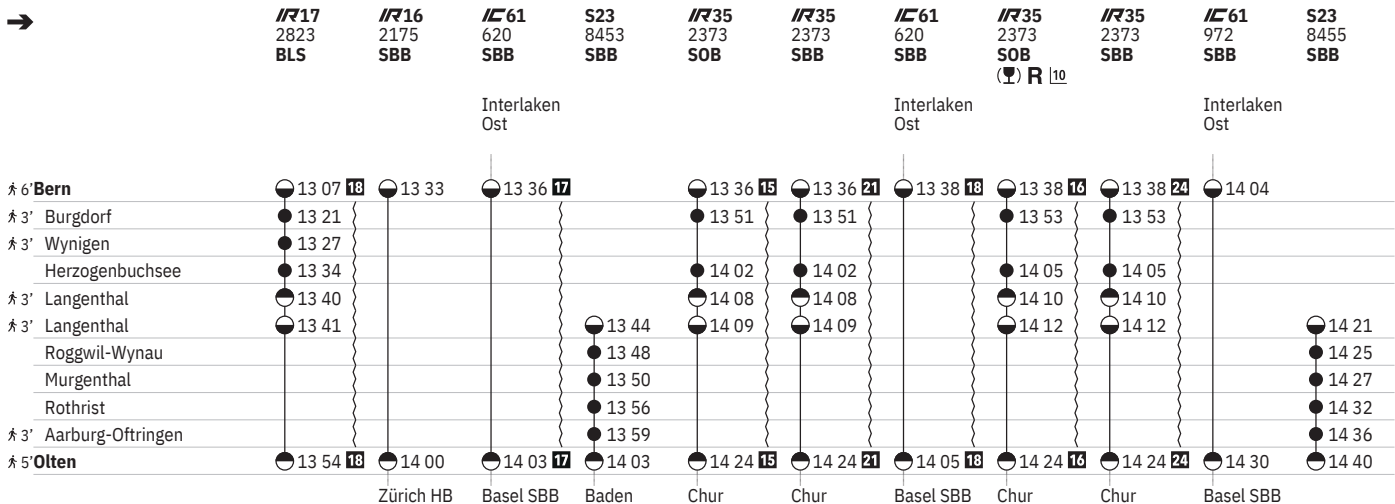 IR17 IR16 IC61 S23 IR35 IR35 IC61 IR35 IR35 IC61 S23
2823 2175 620 8453 2373 2373 620 2373 2373 972 8455
BLS SBB SBB SBB SOB SBB SBB SOB SBB SBB SBB
R 10
Interlaken Interlaken Interlaken
Ost Ost Ost
6' Bern 13 07 18 13 33 13 36 17 13 36 15 13 36 21 13 38 18 13 38 16 13 38 24 14 04
3' Burgdorf 13 21 13 51 13 51 13 53 13 53
3' Wynigen 13 27
Herzogenbuchsee 13 34 14 02 14 02 14 05 14 05
3' Langenthal 13 40 14 08 14 08 14 10 14 10
3' Langenthal 13 41 13 44 14 09 14 09 14 12 14 12 14 21
Roggwil-Wynau 13 48 14 25
Murgenthal 13 50 14 27
Rothrist 13 56 14 32
3' Aarburg-Oftringen 13 59 14 36
5' Olten 13 54 18 14 00 14 03 17 14 03 14 24 15 14 24 21 14 05 18 14 24 16 14 24 24 14 30 14 40
Zürich HB Basel SBB Baden Chur Chur Basel SBB Chur Chur Basel SBB